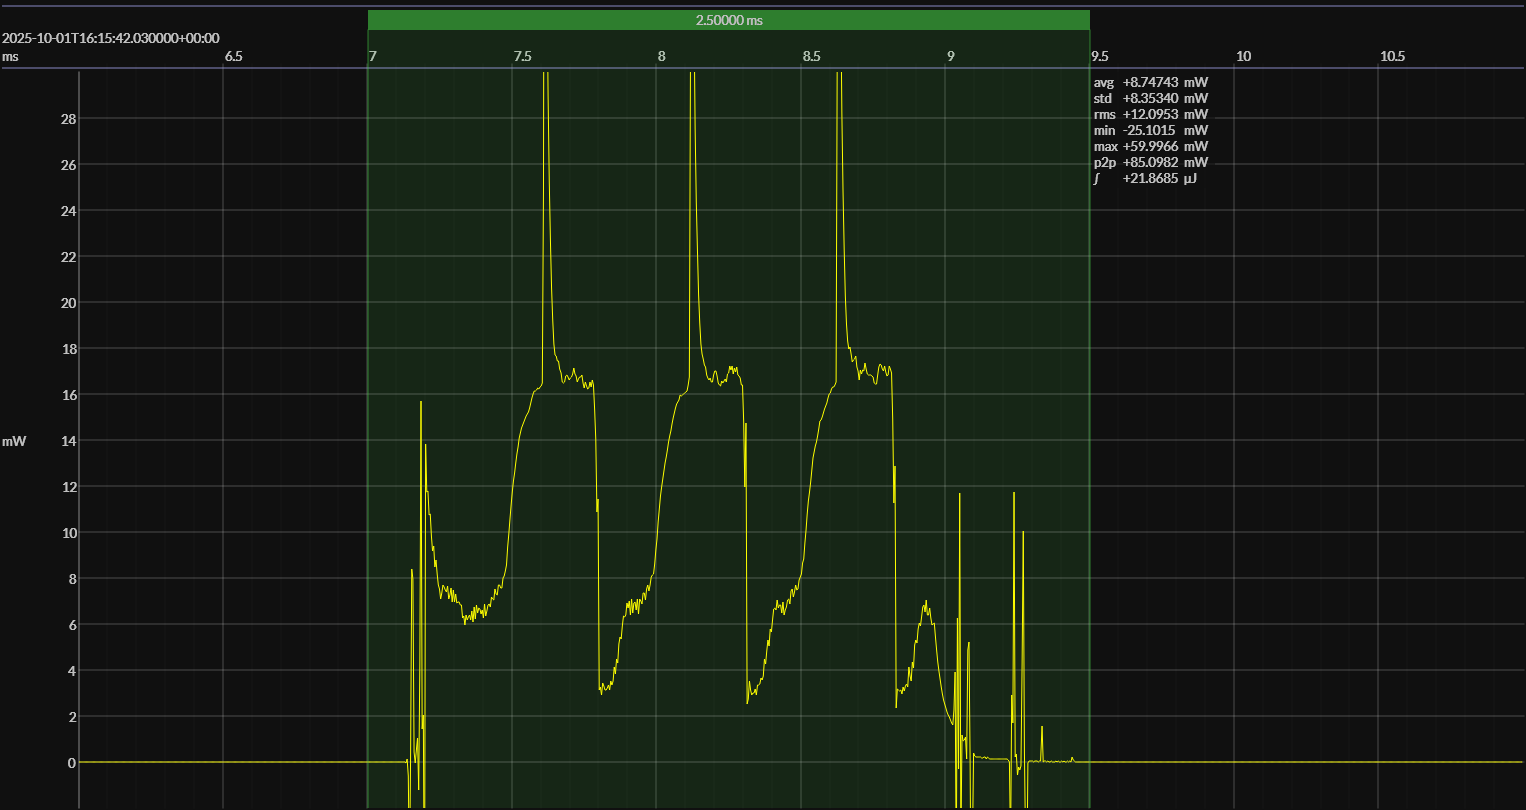 2.50000 ms
2025-10-01T16:15:42.030000+00:00
ms 6.5 7 7.5 8 8.5 9 9.5 10 10.5
avg +8.74743 mW
std +8.35340 mW
rms +12.0953 mW
min -25.1015 mW
max +59.9966 mW
p2p +85.0982 mW
∫ +21.8685 µJ
28
26
24
22
20
18
16
14
mW
12
10
8
6
4
2
0